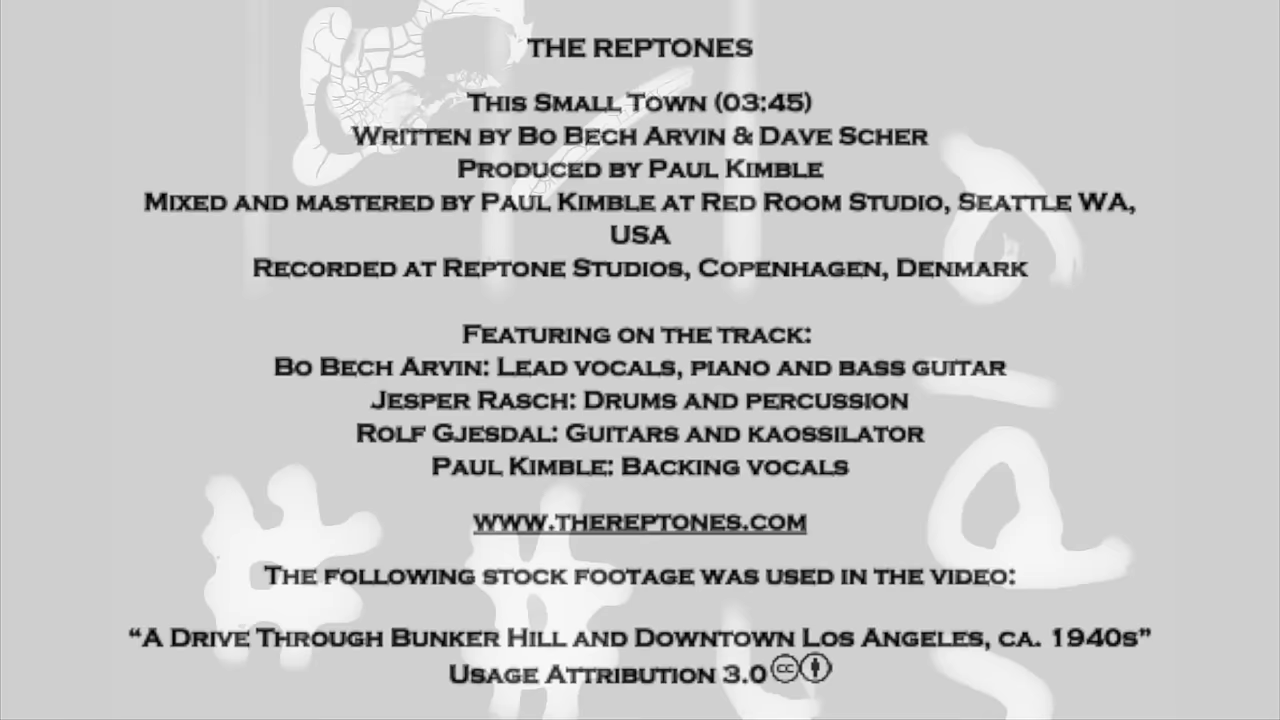 THE REPTONES
THIS SMALL TOWN (03:45)
WRITTEN BY BO BECH ARVIN & DAVE SCHER
PRODUCED BY PAUL KIMBLE
MIXED AND MASTERED BY PAUL KIMBLE AT RED ROOM STUDIO, SEATTLE WA,
USA
RECORDED AT REPTONE STUDIOS, COPENHAGEN, DENMARK
FEATURING ON THE TRACK:
BO BECH ARVIN: LEAD VOCALS, PIANO AND BASS GUITAR
JESPER RASCH: DRUMS AND PERCUSSION
ROLF GJESDAL: GUITARS AND KAOSSILATOR
PAUL KIMBLE: BACKING VOCALS
WWW.THEREPTONES.COM
THE FOLLOWING STOCK FOOTAGE WAS USED IN THE VIDEO:
“A DRIVE THROUGH BUNKER HILL AND DOWNTOWN LOS ANGELES, CA. 1940S”
USAGE ATTRIBUTION 3.0 cc